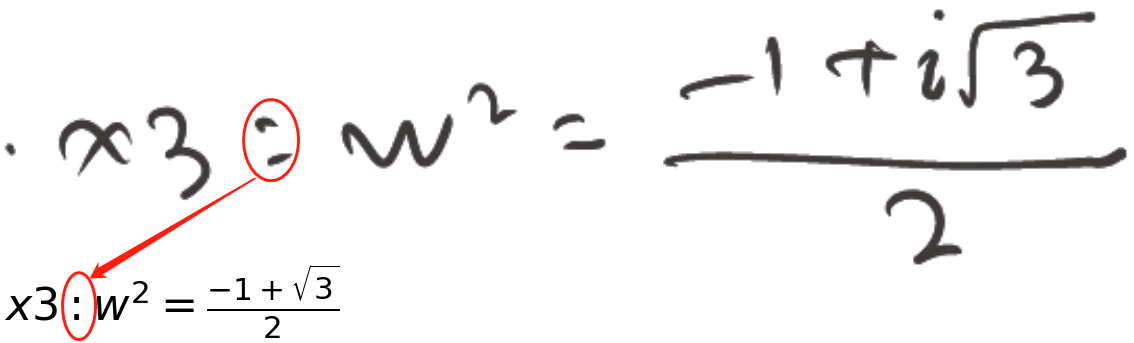 · x3 = w² = (-1 + i√3)/2
x3 : w² = (-1 + √3)/2